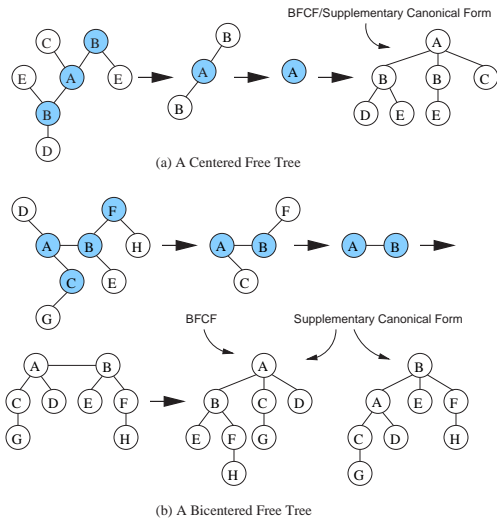 BFCF/Supplementary Canonical Form
C B B A
E A E A A B B C
B B D E E
D
(a) A Centered Free Tree
D F F
A B H A B A B
C E C
G
BFCF Supplementary Canonical Form
A B A B
C D E F B C D A E F
G H E F G C D H
H G
(b) A Bicentered Free Tree